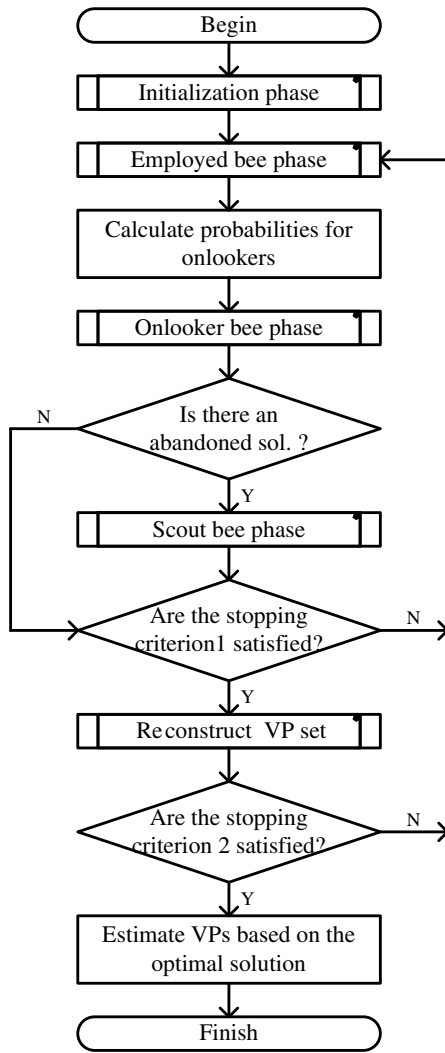 Begin
Initialization phase
Employed bee phase
Calculate probabilities for
onlookers
Onlooker bee phase
N
Is there an
abandoned sol. ?
Y
Scout bee phase
Are the stopping
criterion1 satisfied?
N
Y
Reconstruct VP set
Are the stopping
criterion 2 satisfied?
N
Y
Estimate VPs based on the
optimal solution
Finish